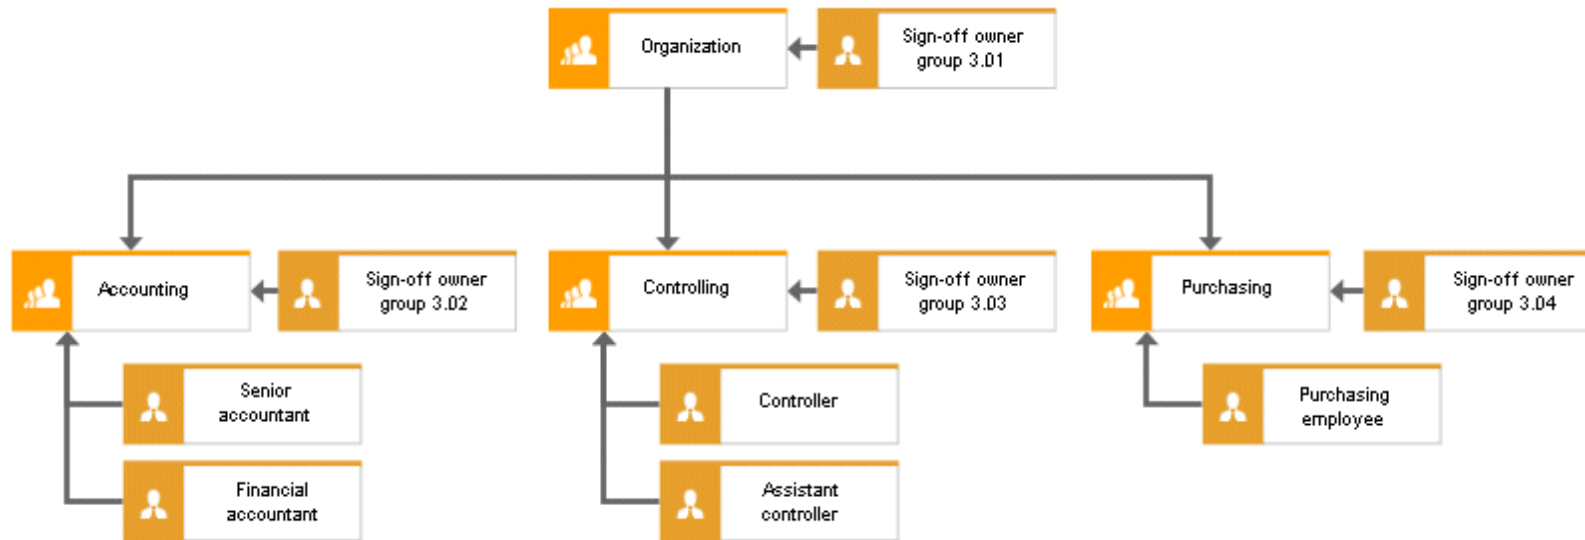 Organization
Sign-off owner
group 3.01
Accounting
Sign-off owner
group 3.02
Controlling
Sign-off owner
group 3.03
Purchasing
Sign-off owner
group 3.04
Senior
accountant
Controller
Purchasing
employee
Financial
accountant
Assistant
controller